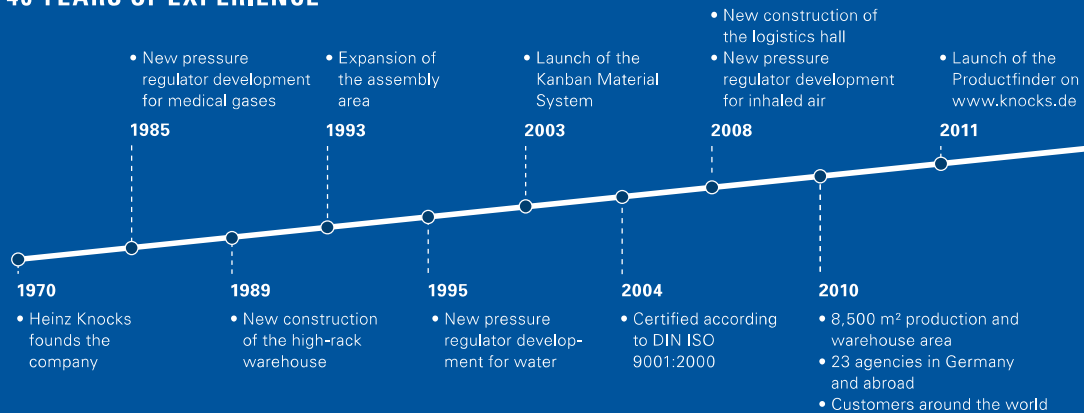 40 YEARS OF EXPERIENCE
• New pressure
regulator development
for medical gases
1985
• Expansion of
the assembly
area
1993
• Launch of the
Kanban Material
System
2003
• New construction of
the logistics hall
• New pressure
regulator development
for inhaled air
2008
• Launch of the
Productfinder on
www.knocks.de
2011
1970
• Heinz Knocks
founds the
company
1989
• New construction
of the high-rack
warehouse
1995
• New pressure
regulator develop-
ment for water
2004
• Certified according
to DIN ISO
9001:2000
2010
• 8,500 m² production and
warehouse area
• 23 agencies in Germany
and abroad
• Customers around the world